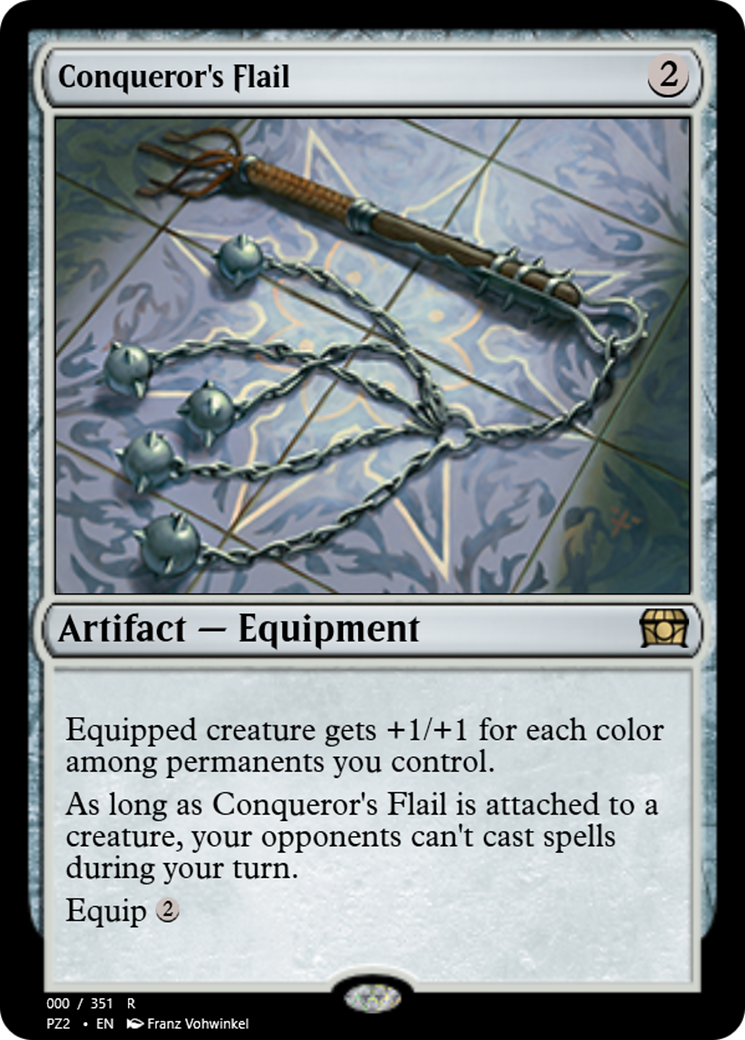 Conqueror's Flail 2
Artifact — Equipment
Equipped creature gets +1/+1 for each color
among permanents you control.
As long as Conqueror's Flail is attached to a
creature, your opponents can't cast spells
during your turn.
Equip 2
000 / 351 R
PZ2 • EN Franz Vohwinkel